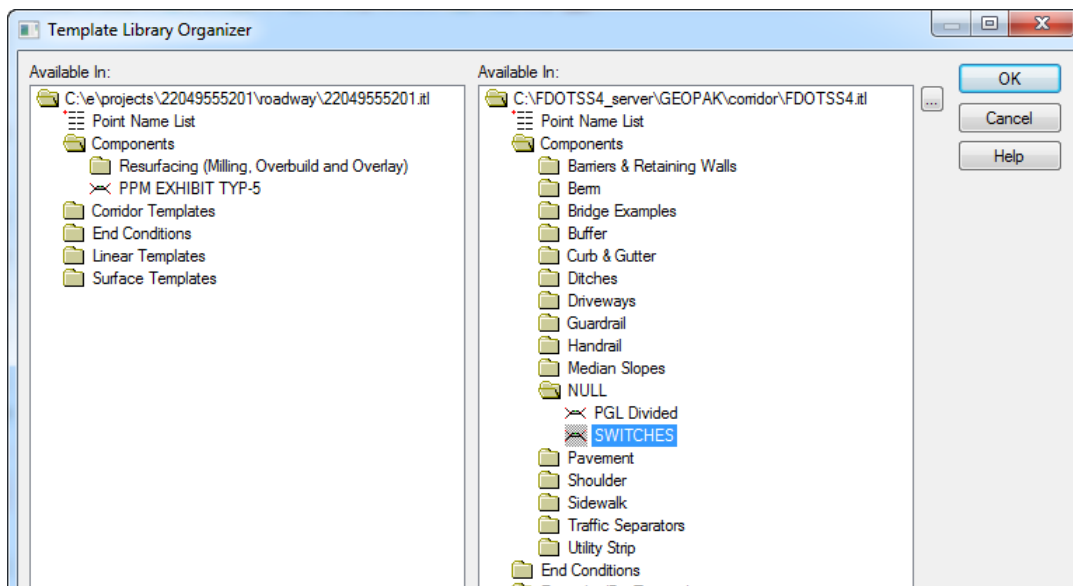 Template Library Organizer
Available In:
C:\e\projects\22049555201\roadway\22049555201.itl
Point Name List
Components
Resurfacing (Milling, Overbuild and Overlay)
PPM EXHIBIT TYP-5
Corridor Templates
End Conditions
Linear Templates
Surface Templates
Available In:
C:\FDOTSS4_server\GEOPAK\corridor\FDOTSS4.itl
Point Name List
Components
Barriers & Retaining Walls
Berm
Bridge Examples
Buffer
Curb & Gutter
Ditches
Driveways
Guardrail
Handrail
Median Slopes
NULL
PGL Divided
SWITCHES
Pavement
Shoulder
Sidewalk
Traffic Separators
Utility Strip
End Conditions
...
OK
Cancel
Help